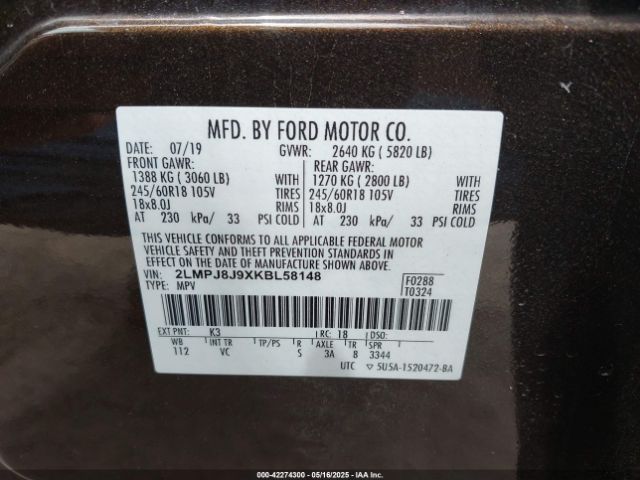 MFD. BY FORD MOTOR CO.
DATE: 07/19 GVWR: 2640 KG ( 5820 LB)
FRONT GAWR: REAR GAWR:
1388 KG ( 3060 LB) WITH 1270 KG ( 2800 LB) WITH
245/60R18 105V TIRES 245/60R18 105V TIRES
18x8.0J RIMS 18x8.0J RIMS
AT 230 kPa/ 33 PSI COLD AT 230 kPa/ 33 PSI COLD
THIS VEHICLE CONFORMS TO ALL APPLICABLE FEDERAL MOTOR
VEHICLE SAFETY AND THEFT PREVENTION STANDARDS IN EFFECT ON THE DATE
OF MANUFACTURE SHOWN ABOVE.
VIN: 2LMPJ8J9XKBL58148 F0288
TYPE: MPV T0324
EXT PNT: K3 RC: 18 DSO:
WB INT TR TP/PS R AXLE TR SPR
112 VC S 3A 8 3344
UTC ▽ 5U5A-1520472-BA
000-42274300 - 05/16/2025 - IAAI.com